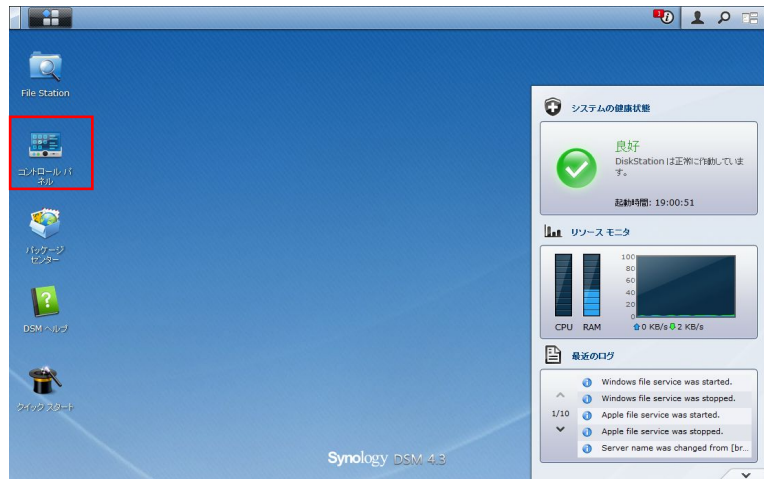 1
File Station
コントロール パ
ネル
パッケージ
センター
DSM ヘルプ
クイック スタート
Synology DSM 4.3
システムの健康状態
良好
DiskStation は正常に作動していま
す。
起動時間: 19:00:51
リソース モニタ
100
80
60
40
20
0
CPU RAM 0 KB/s 2 KB/s
最近のログ
Windows file service was started.
Windows file service was stopped.
1/10 Apple file service was started.
Apple file service was stopped.
Server name was changed from [br...